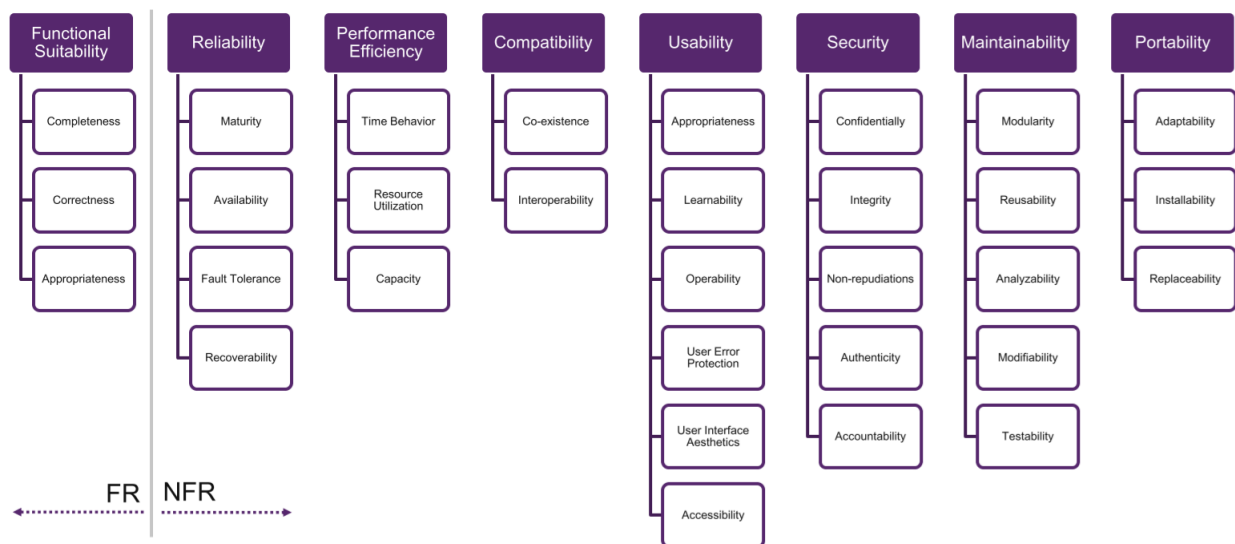 Functional
Suitability
Completeness
Correctness
Appropriateness
Reliability
Maturity
Availability
Fault Tolerance
Recoverability
Performance
Efficiency
Time Behavior
Resource
Utilization
Capacity
Compatibility
Co-existence
Interoperability
Usability
Appropriateness
Learnability
Operability
User Error
Protection
User Interface
Aesthetics
Accessibility
Security
Confidentially
Integrity
Non-repudiations
Authenticity
Accountability
Maintainability
Modularity
Reusability
Analyzability
Modifiability
Testability
Portability
Adaptability
Installability
Replaceability
FR
NFR